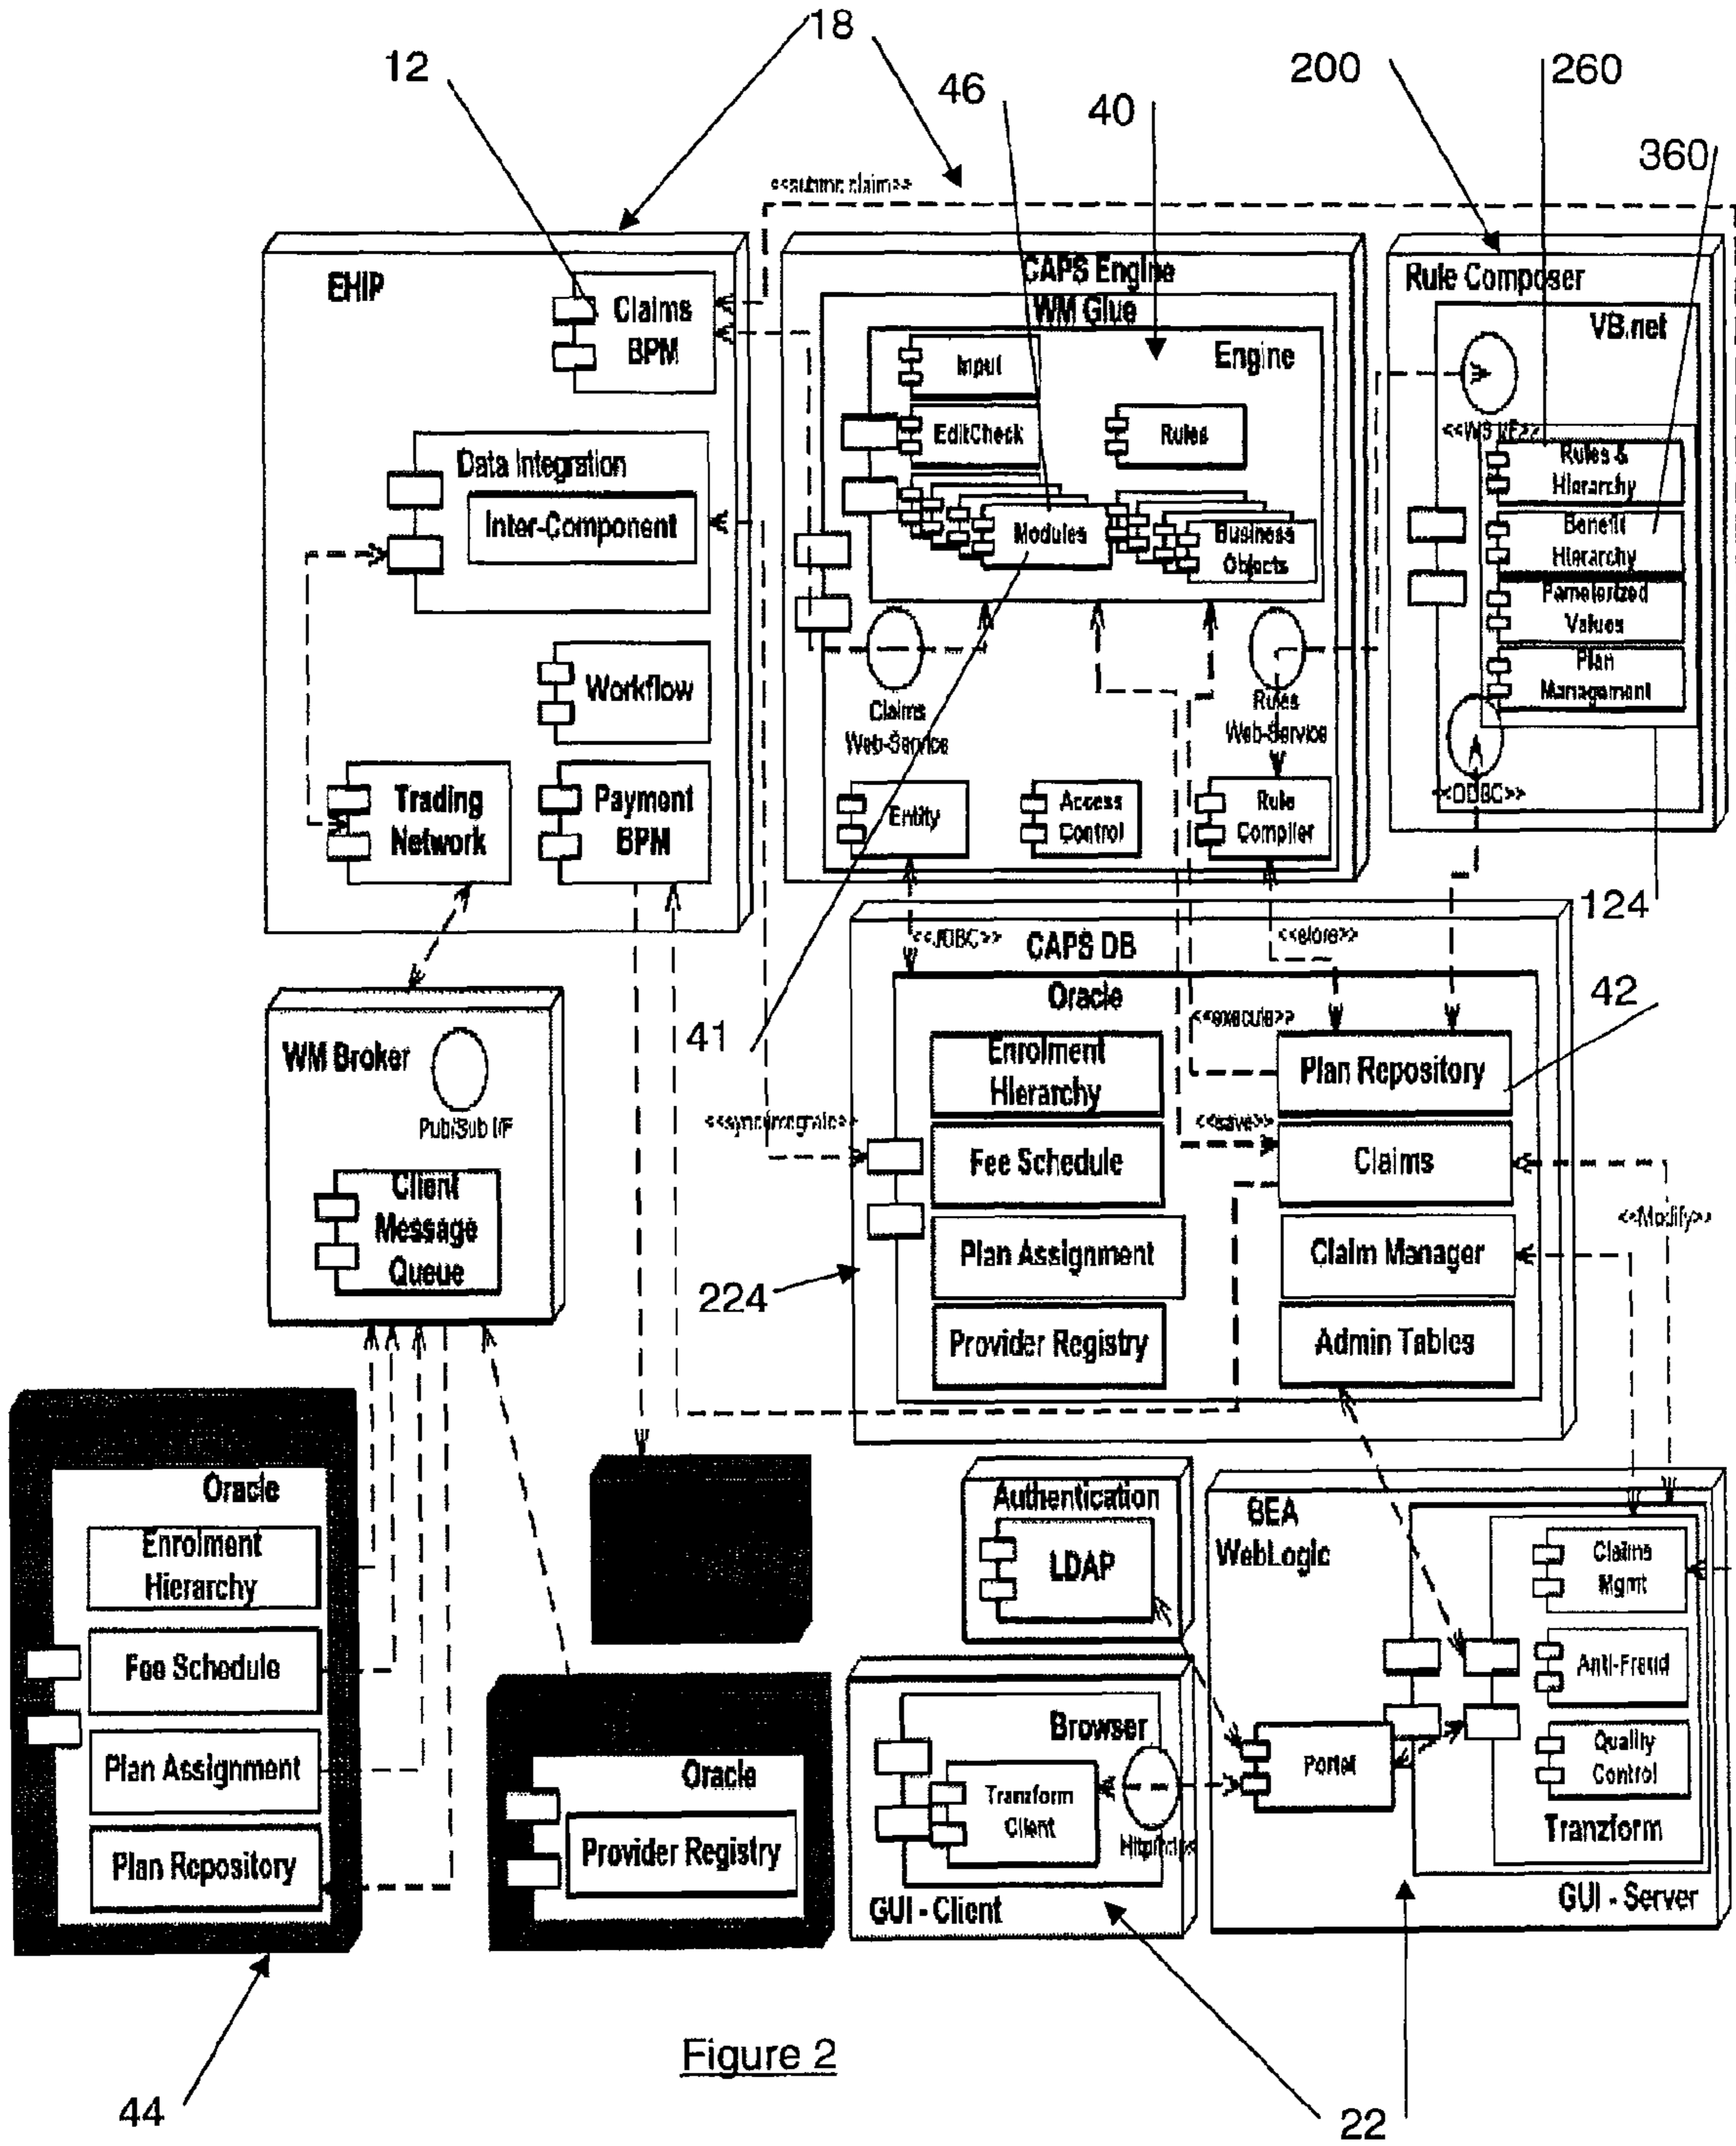 18
12
46
40
200
260
360
EHIP
Claims
BPM
Data Integration
Inter-Component
Workflow
Trading
Network
Payment
BPM
CAPS Engine
WM Glue
Engine
Input
EditCheck
Rules
Modules
Business
Objects
Claims
Web-Service
Rules
Web-Service
Entity
Access
Control
Rule
Compiler
Rule Composer
VB.net
Rules &
Hierarchy
Benefit
Hierarchy
Values
Plan
Management
<<ODBC>>
124
<<JDBC>>
CAPS DB
<<store>>
Oracle
42
41
<<execute>>
Enrolment
Hierarchy
Plan Repository
<<save>>
Fee Schedule
Claims
<<Modify>>
Plan Assignment
Claim Manager
224
Provider Registry
Admin Tables
WM Broker
Pub/Sub I/F
Client
Message
Queue
Oracle
Enrolment
Hierarchy
Fee Schedule
Plan Assignment
Plan Repository
Oracle
Provider Registry
Authentication
LDAP
Browser
Tranzform
Client
GUI - Client
BEA
WebLogic
Portal
Claims
Mgmt
Anti-Fraud
Quality
Control
Tranzform
GUI - Server
44
22
Figure 2